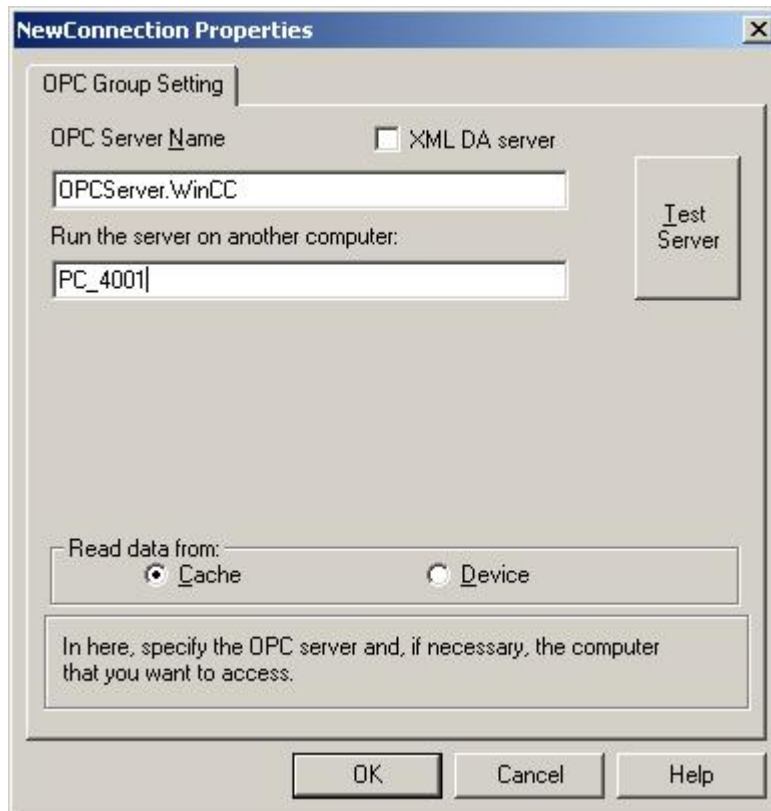 NewConnection Properties
OPC Group Setting
OPC Server Name
XML DA server
OPCServer.WinCC
Test
Server
Run the server on another computer:
PC_4001
Read data from:
Cache
Device
In here, specify the OPC server and, if necessary, the computer
that you want to access.
OK
Cancel
Help